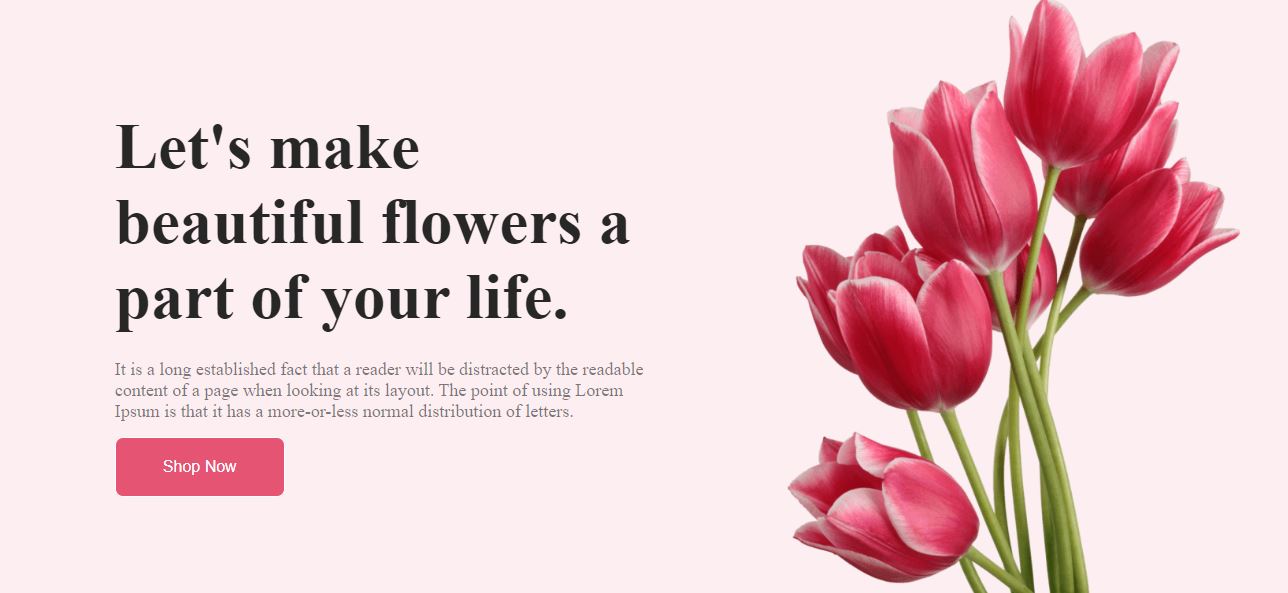 Let's make
beautiful flowers a
part of your life.
It is a long established fact that a reader will be distracted by the readable
content of a page when looking at its layout. The point of using Lorem
Ipsum is that it has a more-or-less normal distribution of letters.
Shop Now